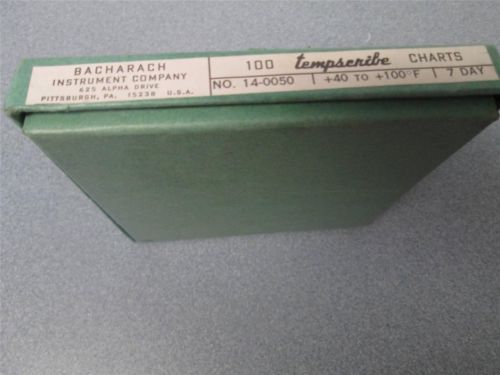 BACHARACH
INSTRUMENT COMPANY
625 ALPHA DRIVE
PITTSBURGH, PA. 15238 U.S.A.
100 tempscribe CHARTS
NO. 14-0050 | +40 TO +100°F | 7 DAY